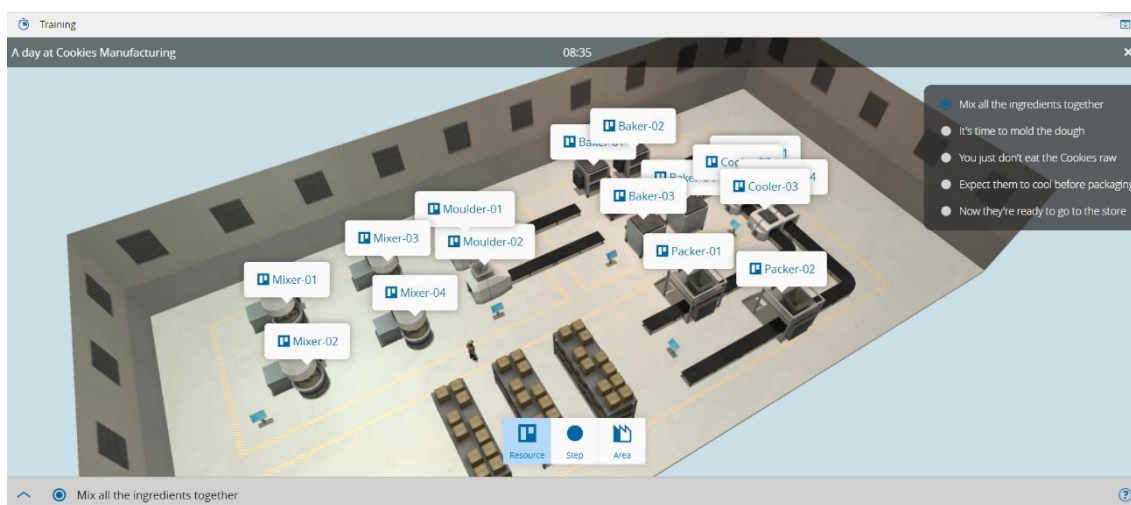 Training
A day at Cookies Manufacturing
08:35
Mix all the ingredients together
It's time to mold the dough
You just don't eat the Cookies raw
Expect them to cool before packaging
Now they're ready to go to the store
Baker-02
Cooler-03
Baker-03
Moulder-01
Moulder-02
Mixer-03
Packer-01
Packer-02
Mixer-01
Mixer-04
Mixer-02
Resource
Step
Area
Mix all the ingredients together